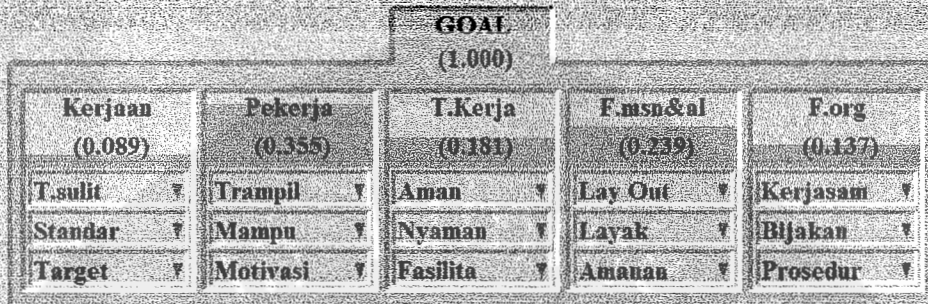 GOAL
(1.000)
Kerjaan Pekerja T.Kerja F.msn&al F.org
(0.089) (0.355) (0.181) (0.239) (0.137)
T.sulit Trampil Aman Lay Out Kerjasam
Standar Mampu Nyaman Layak Bijakan
Target Motivasi Fasilita Amanan Prosedur